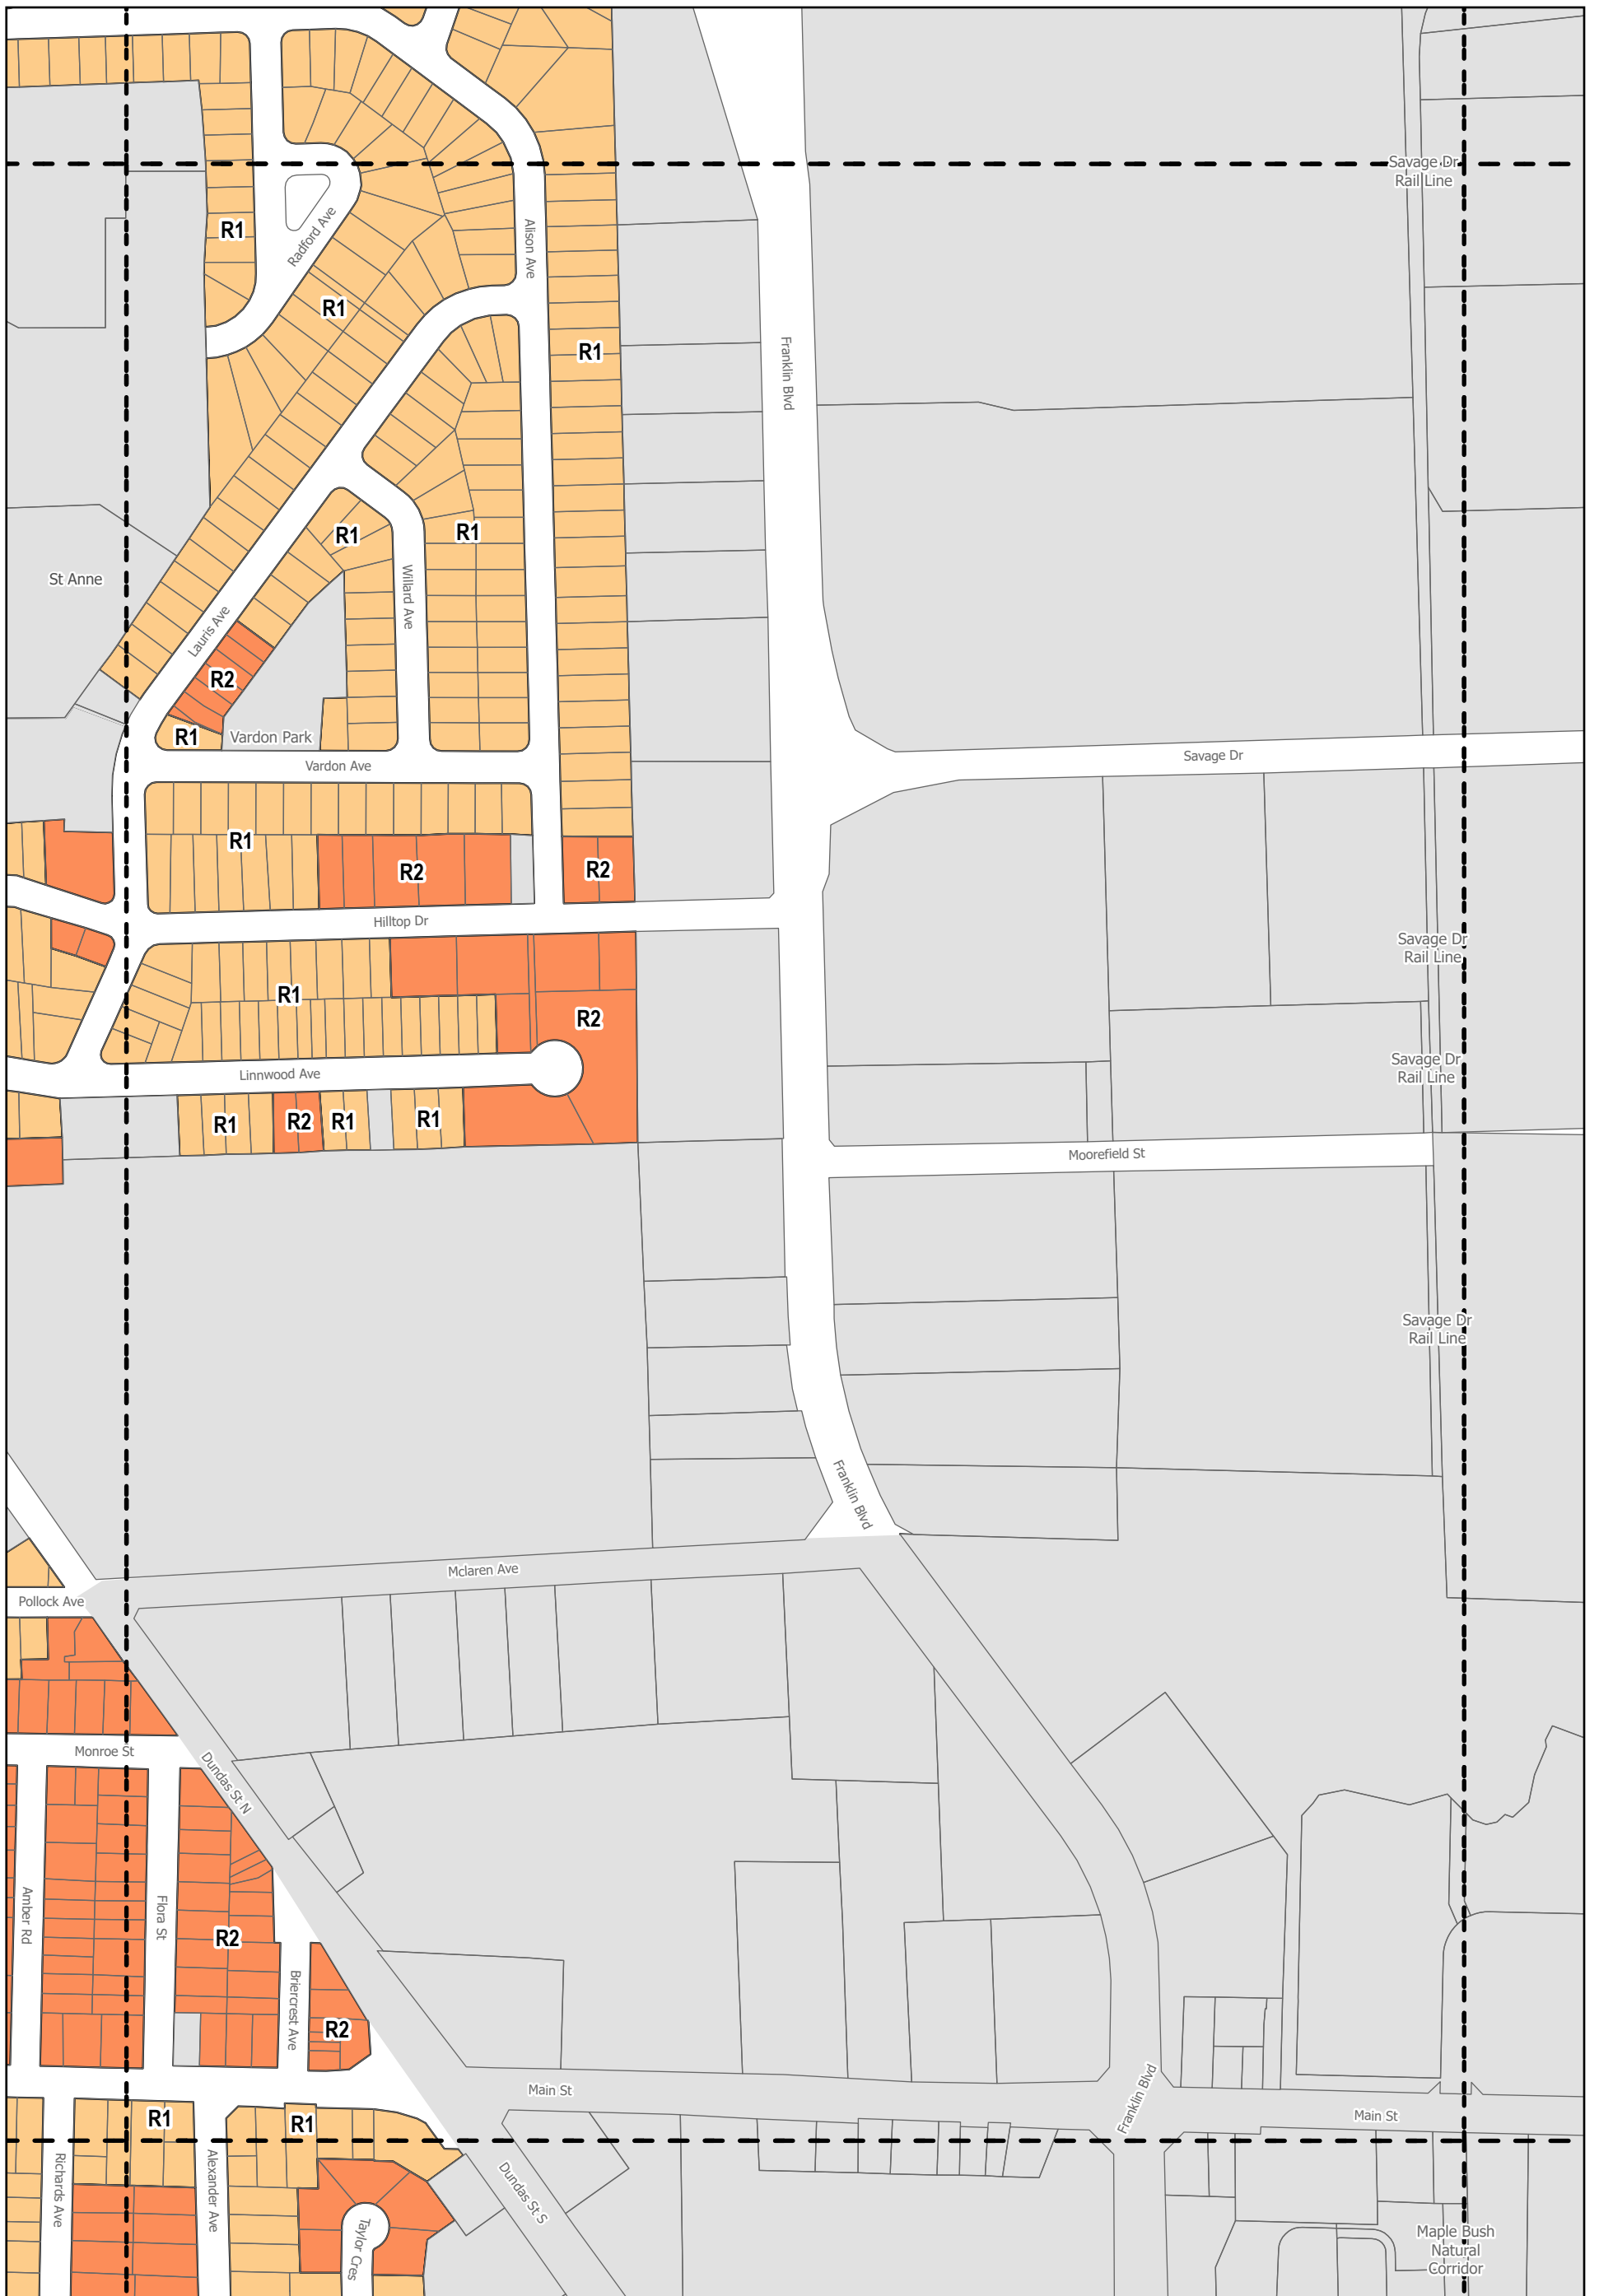 Savage Dr
Rail Line
R1
Radford Ave
Alison Ave
R1
R1
Franklin Blvd
R1
R1
St Anne
Willard Ave
Lauris Ave
R2
R1
Vardon Park
Vardon Ave
Savage Dr
R1
R2
R2
Hilltop Dr
Savage Dr
Rail Line
R1
R2
Linnwood Ave
Savage Dr
Rail Line
R1
R2
R1
R1
Moorefield St
Savage Dr
Rail Line
Franklin Blvd
Mclaren Ave
Pollock Ave
Monroe St
Dundas St N
Amber Rd
Flora St
R2
Briercrest Ave
R2
Main St
Franklin Blvd
Main St
R1
R1
Richards Ave
Alexander Ave
Dundas St S
Taylor Cres
Maple Bush
Natural
Corridor